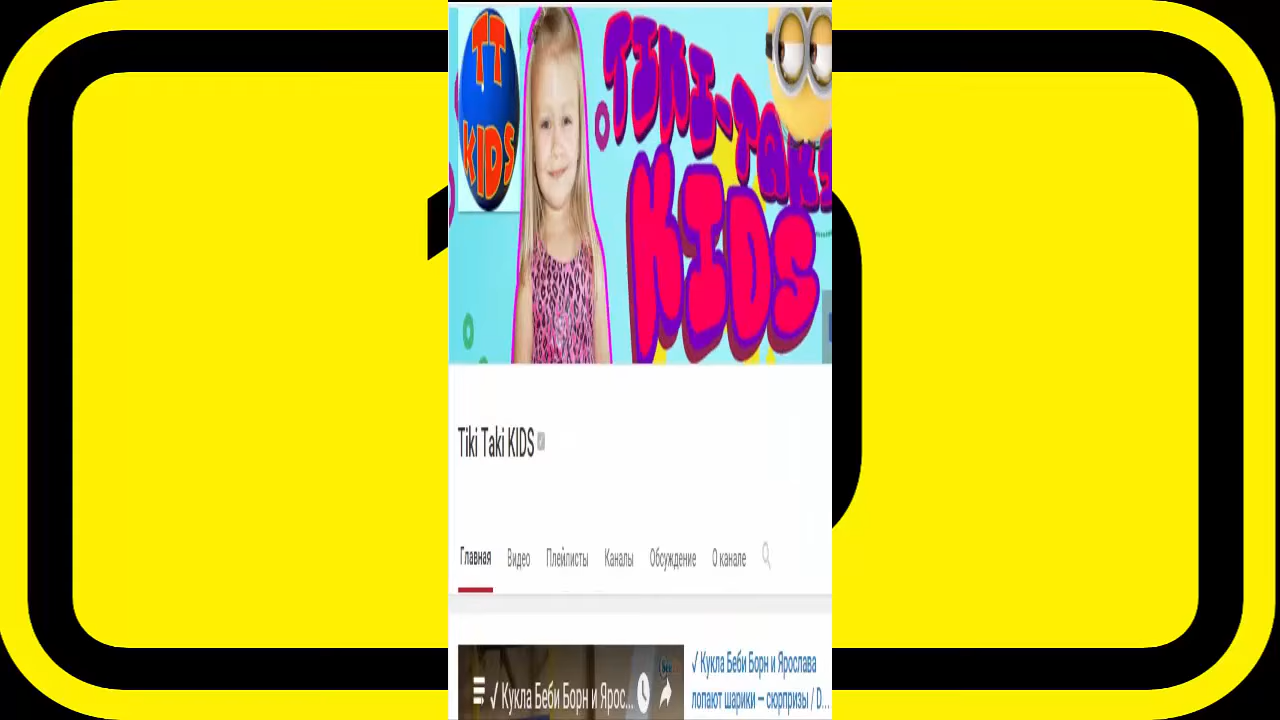 TT
KIDS
TIKI-TAKI
KIDS
Tiki Taki KIDS
Главная Видео Плейлисты Каналы Обсуждение О канале
√ Кукла Беби Борн и Ярос...
√ Кукла Беби Борн и Ярослава
лопают шарики — сюрпризы / D...